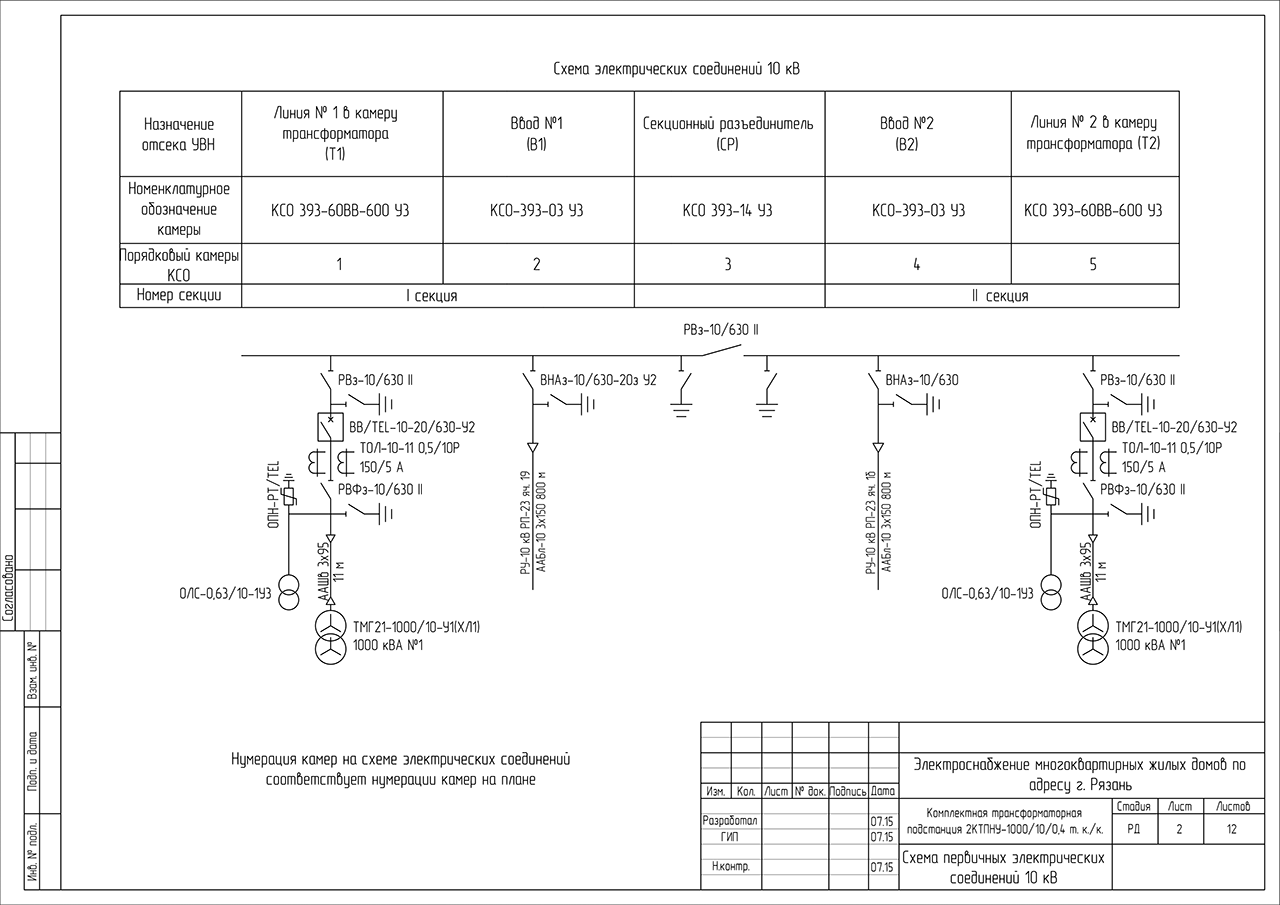 Схема электрических соединений 10 кВ
Назначение
отсека УВН
Линия № 1 в камеру
трансформатора
(Т1)
Ввод №1
(В1)
Секционный разъединитель
(СР)
Ввод №2
(В2)
Линия № 2 в камеру
трансформатора (Т2)
Номенклатурное
обозначение
камеры
КСО 393-60ВВ-600 У3
КСО-393-03 У3
КСО 393-14 У3
КСО-393-03 У3
КСО 393-60ВВ-600 У3
Порядковый камеры
КСО
1
2
3
4
5
Номер секции
I секция
II секция
РВз-10/630 II
РВз-10/630 II
ВНАз-10/630-20з У2
ВНАз-10/630
РВз-10/630 II
ВВ/TEL-10-20/630-У2
ВВ/TEL-10-20/630-У2
ТОЛ-10-11 0,5/10Р
150/5 А
ТОЛ-10-11 0,5/10Р
150/5 А
ОПН-РТ/TEL
РВФз-10/630 II
РУ-10 кВ РП-23 яч. 19
ААБл-10 3х150 800 м
РУ-10 кВ РП-23 яч. 16
ААБл-10 3х150 800 м
ОПН-РТ/TEL
РВФз-10/630 II
ААШв 3х95
11 м
ААШв 3х95
11 м
ОЛС-0,63/10-1У3
ОЛС-0,63/10-1У3
ТМГ21-1000/10-У1(ХЛ1)
1000 кВА №1
ТМГ21-1000/10-У1(ХЛ1)
1000 кВА №1
Нумерация камер на схеме электрических соединений
соответствует нумерации камер на плане
Согласовано
Взам. инв. №
Подп. и дата
Инв. № подл.
Изм.
Кол.
Лист
№ док.
Подпись
Дата
Разработал
07.15
ГИП
07.15
Н.контр.
07.15
Электроснабжение многоквартирных жилых домов по
адресу г. Рязань
Комплектная трансформаторная
подстанция 2КТПНУ-1000/10/0,4 т. к./к.
Стадия
Лист
Листов
РД
2
12
Схема первичных электрических
соединений 10 кВ